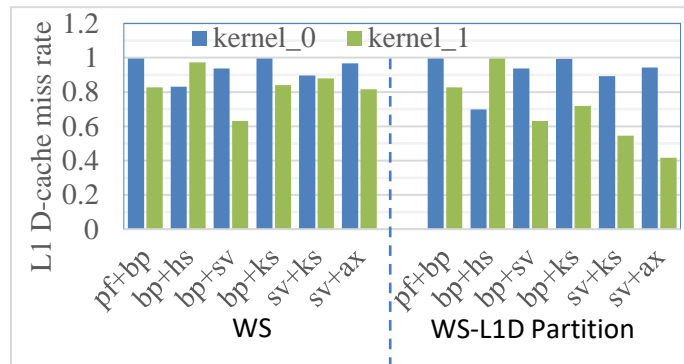 kernel_0 kernel_1
L1 D-cache miss rate
1.2
1
0.8
0.6
0.4
0.2
0
pf+bp
bp+hs
bp+sv
bp+ks
sv+ks
sv+ax
pf+bp
bp+hs
bp+sv
bp+ks
sv+ks
sv+ax
WS
WS-L1D Partition